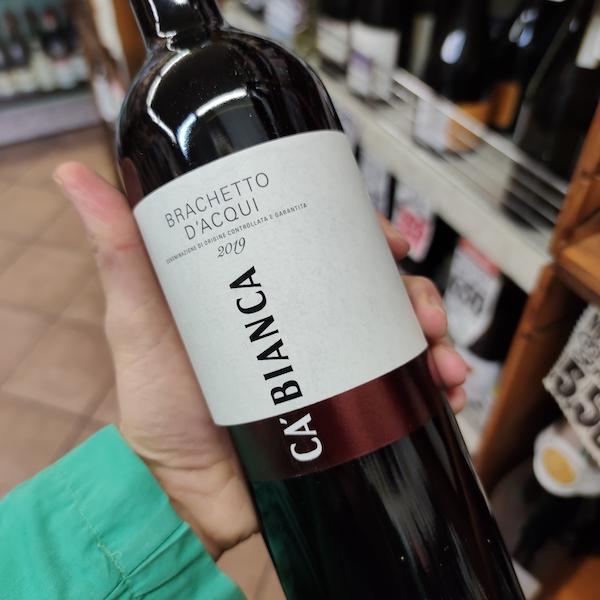 BRACHETTO
D'ACQUI
DENOMINAZIONE DI ORIGINE CONTROLLATA E GARANTITA
2019
CA' BIANCA